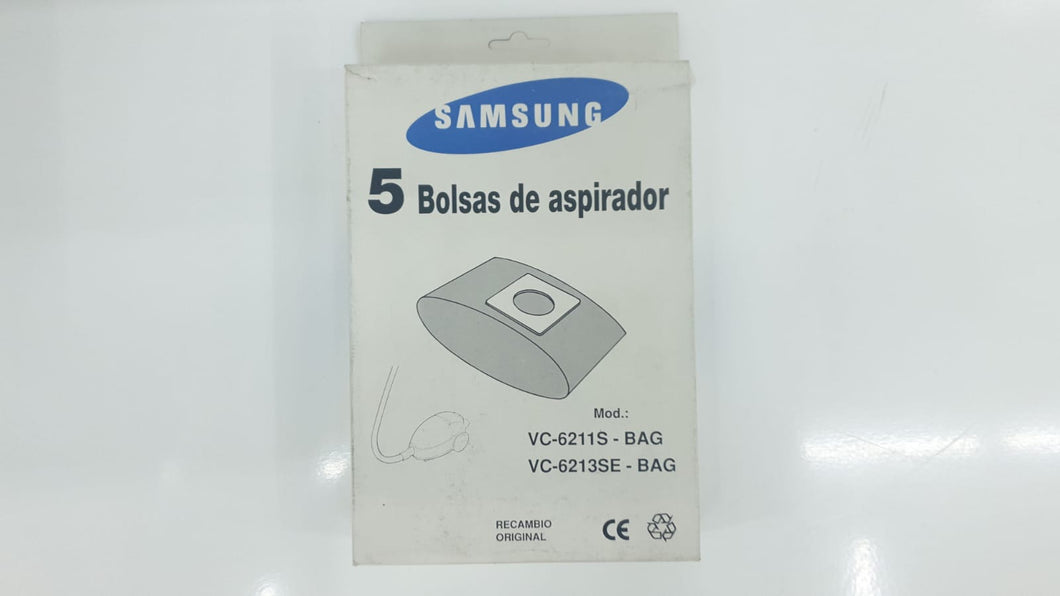 SAMSUNG
5 Bolsas de aspirador
Mod.:
VC-6211S - BAG
VC-6213SE - BAG
RECAMBIO
ORIGINAL
CE